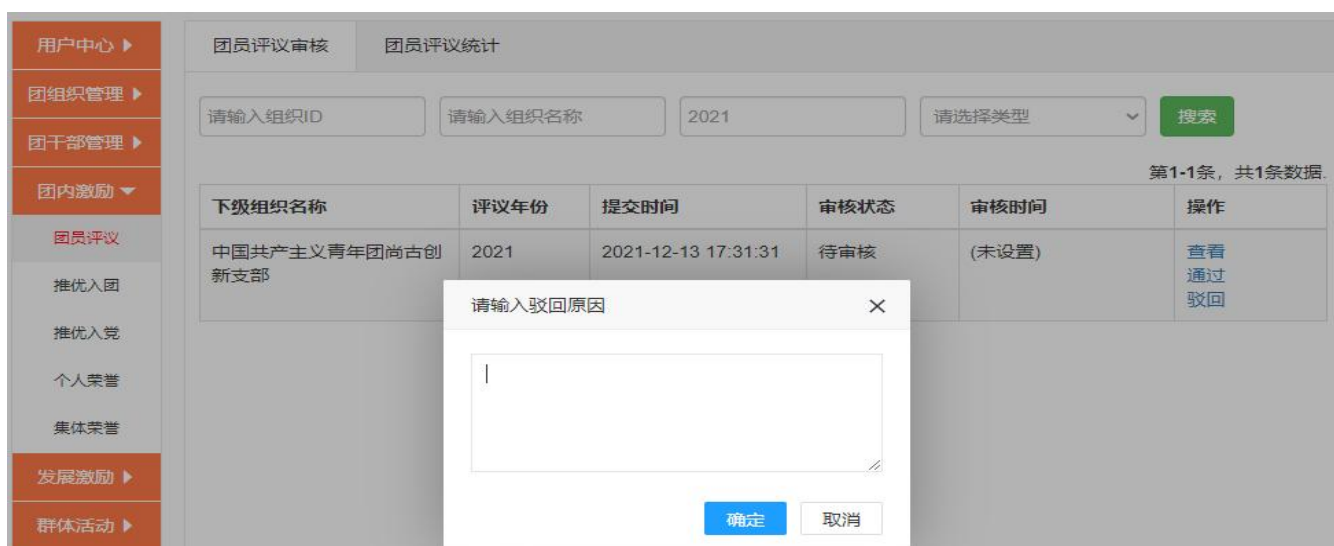 用户中心
团组织管理
团干部管理
团内激励
团员评议
推优入团
推优入党
个人荣誉
集体荣誉
发展激励
群体活动
团员评议审核 团员评议统计
请输入组织ID 请输入组织名称 2021 请选择类型 搜索
第1-1条，共1条数据.
下级组织名称 评议年份 提交时间 审核状态 审核时间 操作
中国共产主义青年团尚古创 2021 2021-12-13 17:31:31 待审核 (未设置) 查看
新支部 通过
驳回
请输入驳回原因
确定 取消